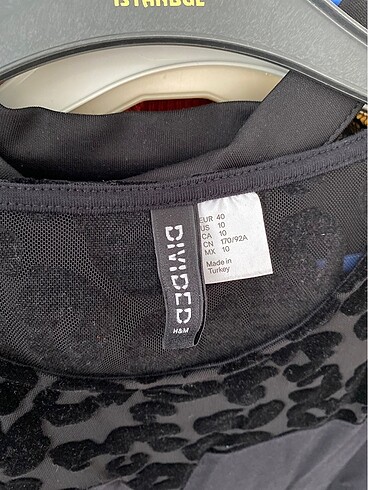 ISTANBUL
DIVIDED
H&M
EUR 40
US 10
CA 10
CN 170/92A
MX 10
Made in
Turkey